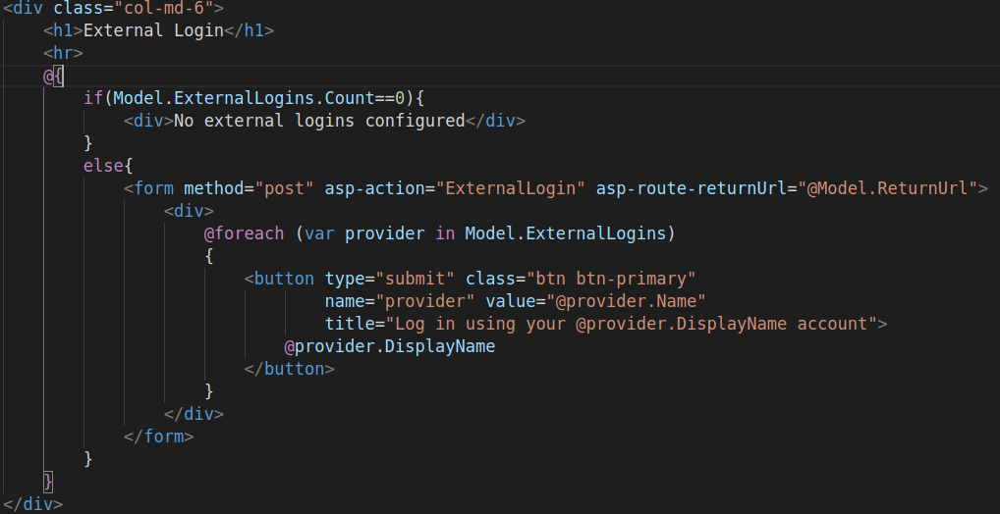 <div class="col-md-6">
    <h1>External Login</h1>
    <hr>
    @{
        if(Model.ExternalLogins.Count==0){
            <div>No external logins configured</div>
        }
        else{
            <form method="post" asp-action="ExternalLogin" asp-route-returnUrl="@Model.ReturnUrl">
                <div>
                    @foreach (var provider in Model.ExternalLogins)
                    {
                        <button type="submit" class="btn btn-primary"
                                name="provider" value="@provider.Name"
                                title="Log in using your @provider.DisplayName account">
                            @provider.DisplayName
                        </button>
                    }
                </div>
            </form>
        }
    }
</div>